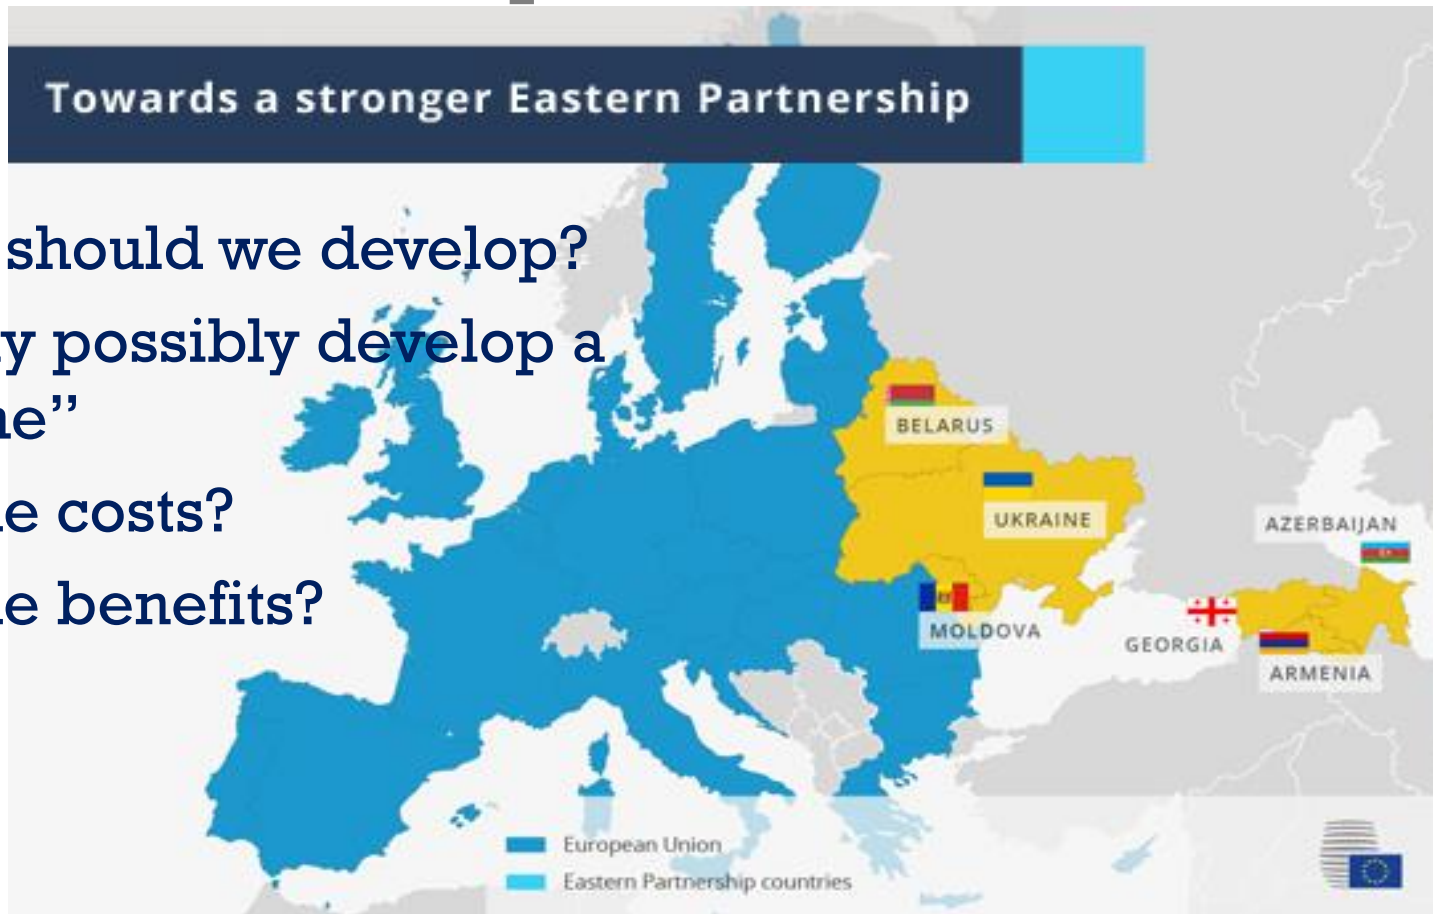 Towards a stronger Eastern Partnership
should we develop?
y possibly develop a
ne”
e costs?
e benefits?
BELARUS
UKRAINE
AZERBAIJAN
MOLDOVA
GEORGIA
ARMENIA
European Union
Eastern Partnership countries